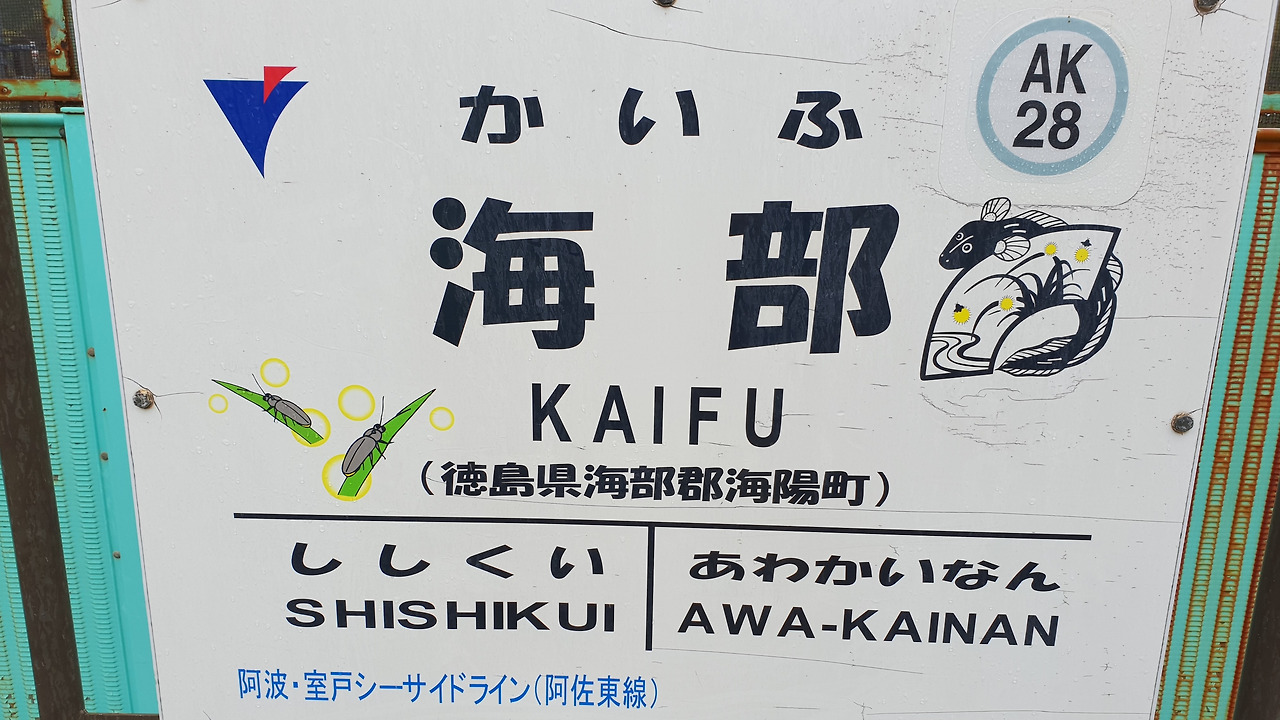 AK
28
かいふ
海部
KAIFU
(徳島県海部郡海陽町)
ししくい
SHISHIKUI
あわかいなん
AWA-KAINAN
阿波・室戸シーサイドライン(阿佐東線)